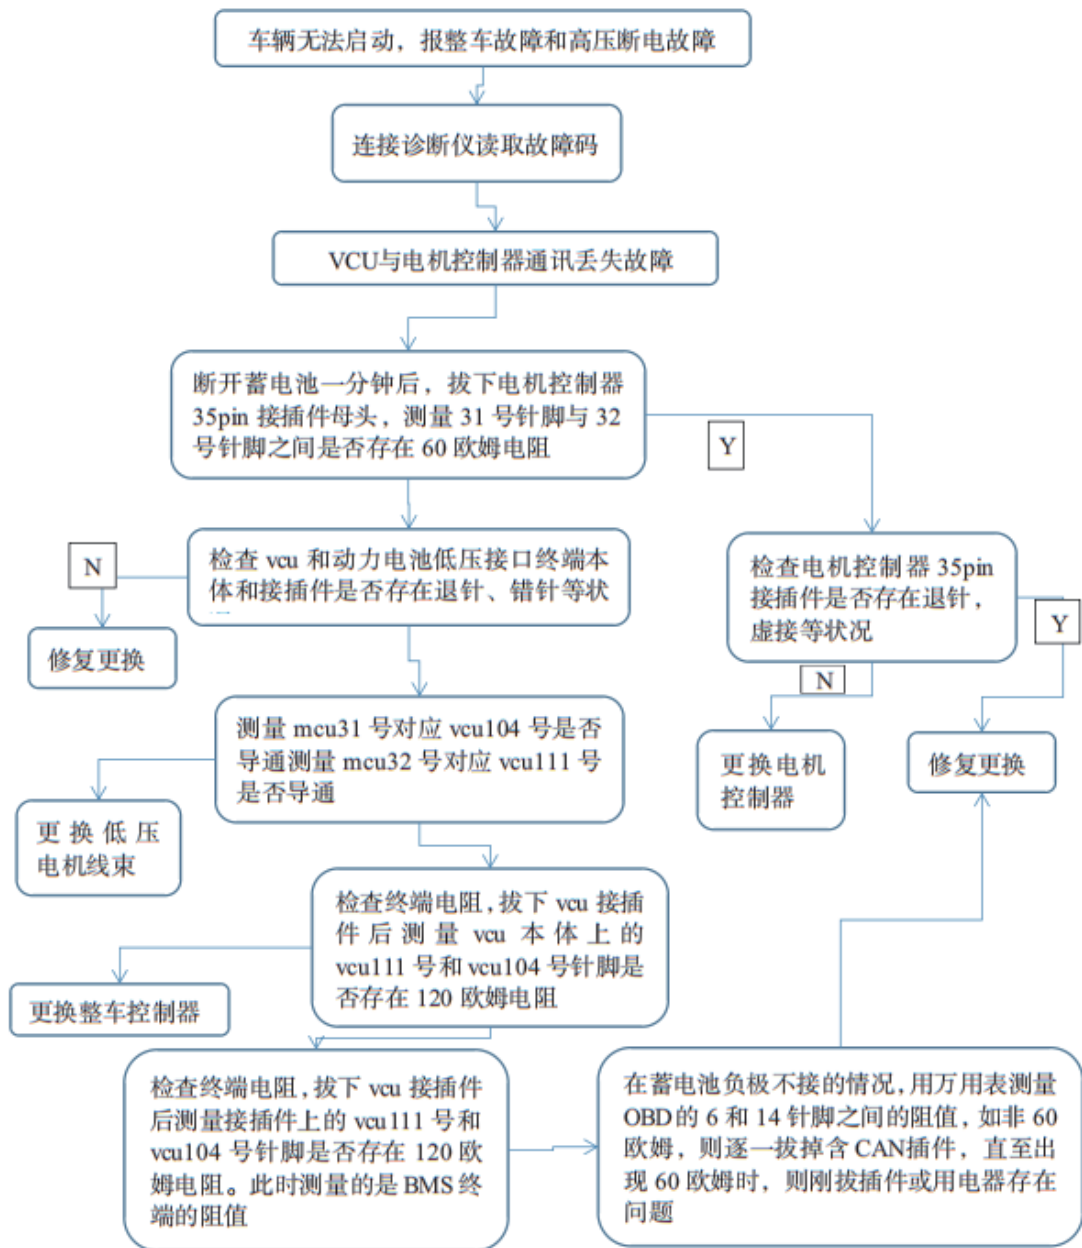 车辆无法启动，报整车故障和高压断电故障
连接诊断仪读取故障码
VCU与电机控制器通讯丢失故障
断开蓄电池一分钟后，拔下电机控制器
35pin 接插件母头，测量 31 号针脚与 32
号针脚之间是否存在 60 欧姆电阻
Y
检查 vcu 和动力电池低压接口终端本
体和接插件是否存在退针、错针等状
N
修复更换
检查电机控制器 35pin
接插件是否存在退针，
虚接等状况
Y
N
更换电机
控制器
修复更换
测量 mcu31 号对应 vcu104 号是否
导通测量 mcu32 号对应 vcu111 号
是否导通
更换低压
电机线束
检查终端电阻，拔下 vcu 接插
件后测量 vcu 本体上的
vcu111 号和 vcu104 号针脚是
否存在 120 欧姆电阻
更换整车控制器
检查终端电阻，拔下 vcu 接插件
后测量接插件上的 vcu111 号和
vcu104 号针脚是否存在 120 欧
姆电阻。此时测量的是 BMS 终
端的阻值
在蓄电池负极不接的情况，用万用表测量
OBD的 6 和 14 针脚之间的阻值，如非 60
欧姆，则逐一拔掉含 CAN插件，直至出
现 60 欧姆时，则刚拔插件或用电器存在
问题